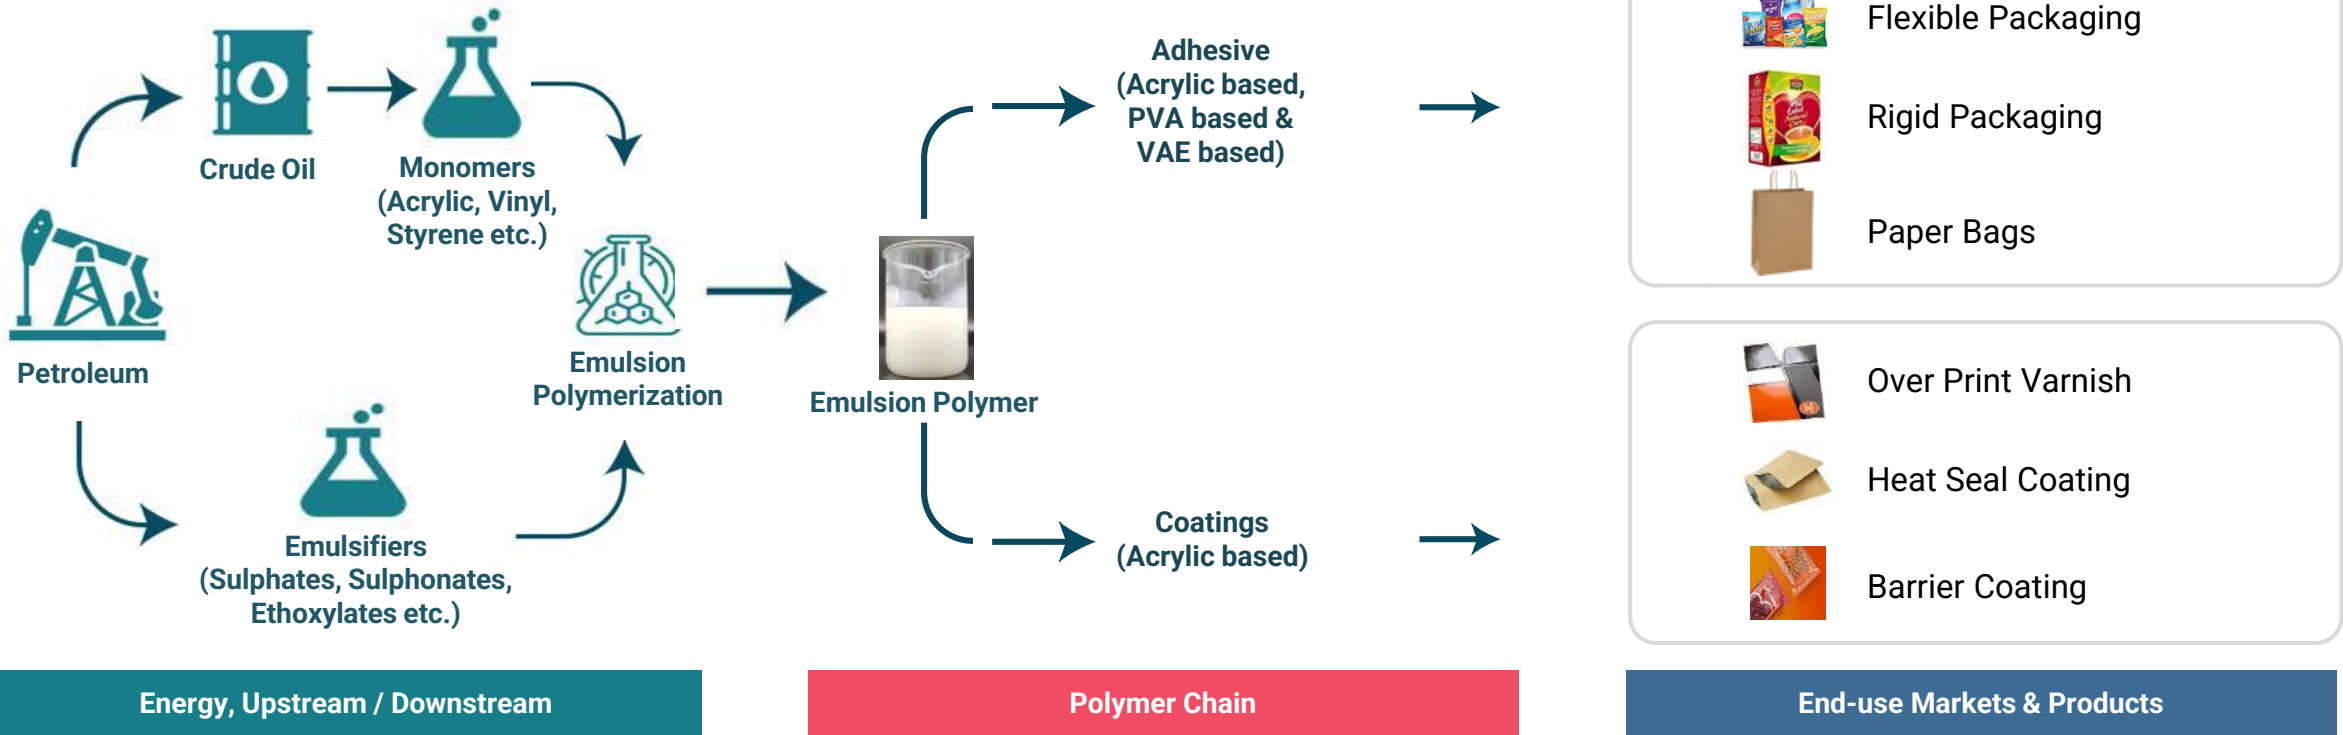 Flexible Packaging
Rigid Packaging
Paper Bags
Adhesive
(Acrylic based,
PVA based &
VAE based)
Crude Oil
Monomers
(Acrylic, Vinyl,
Styrene etc.)
Petroleum
Emulsion
Polymerization
Emulsion Polymer
Emulsifiers
(Sulphates, Sulphonates,
Ethoxylates etc.)
Coatings
(Acrylic based)
Over Print Varnish
Heat Seal Coating
Barrier Coating
Energy, Upstream / Downstream
Polymer Chain
End-use Markets & Products